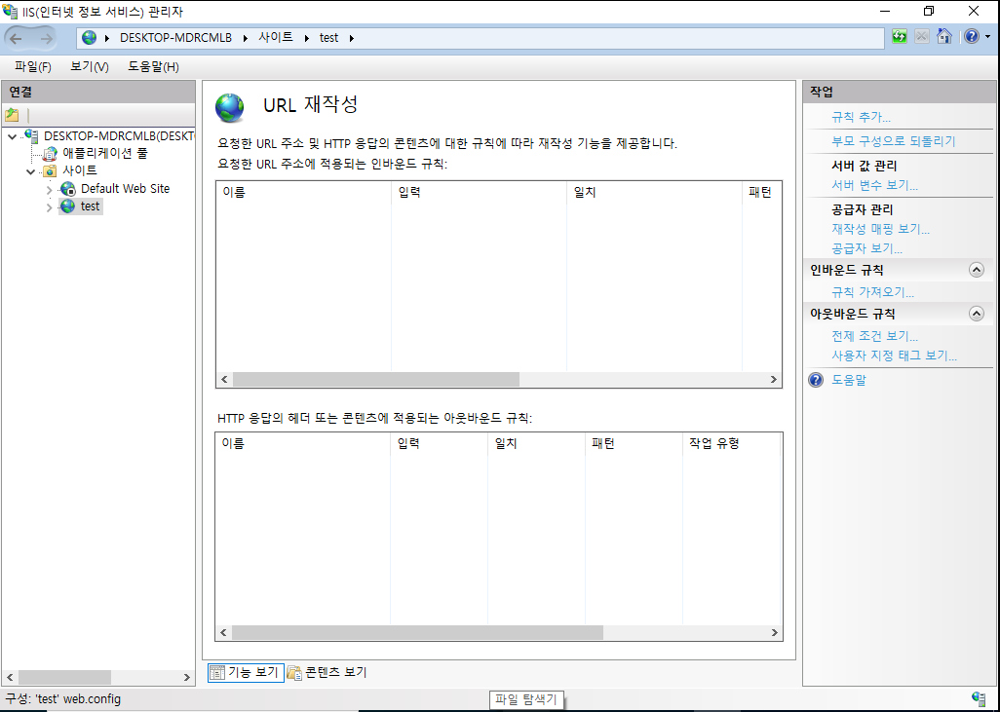 IIS(인터넷 정보 서비스) 관리자
DESKTOP-MDRCMLB 사이트 test
파일(F) 보기(V) 도움말(H)
연결
DESKTOP-MDRCMLB(DESKT
애플리케이션 풀
사이트
Default Web Site
test
URL 재작성
요청한 URL 주소 및 HTTP 응답의 콘텐츠에 대한 규칙에 따라 재작성 기능을 제공합니다.
요청한 URL 주소에 적용되는 인바운드 규칙:
이름 입력 일치 패턴
HTTP 응답의 헤더 또는 콘텐츠에 적용되는 아웃바운드 규칙:
이름 입력 일치 패턴 작업 유형
기능 보기 콘텐츠 보기
작업
규칙 추가...
부모 구성으로 되돌리기
서버 값 관리
서버 변수 보기...
공급자 관리
재작성 매핑 보기...
공급자 보기...
인바운드 규칙
규칙 가져오기...
아웃바운드 규칙
전제 조건 보기...
사용자 지정 태그 보기...
도움말
구성: 'test' web.config
파일 탐색기